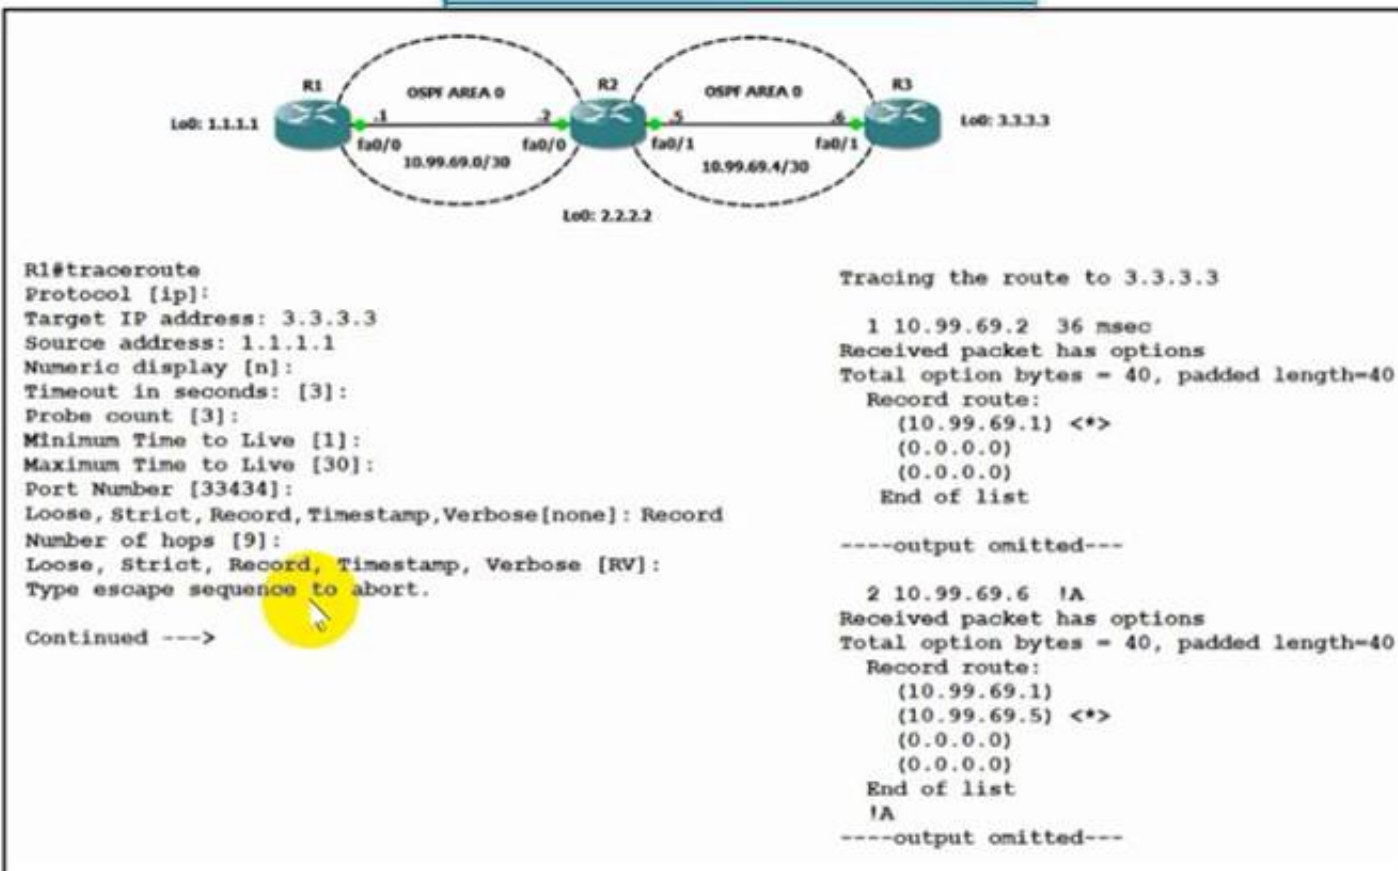 R1
OSPF AREA 0
R2
OSPF AREA 0
R3
Lo0: 1.1.1.1
.1
.2
.5
.6
Lo0: 3.3.3.3
fa0/0
fa0/0
fa0/1
fa0/1
10.99.69.0/30
10.99.69.4/30
Lo0: 2.2.2.2
R1#traceroute
Protocol [ip]:
Target IP address: 3.3.3.3
Source address: 1.1.1.1
Numeric display [n]:
Timeout in seconds: [3]:
Probe count [3]:
Minimum Time to Live [1]:
Maximum Time to Live [30]:
Port Number [33434]:
Loose,Strict,Record,Timestamp,Verbose[none]: Record
Number of hops [9]:
Loose, Strict, Record, Timestamp, Verbose [RV]:
Type escape sequence to abort.
Continued --->
Tracing the route to 3.3.3.3
1 10.99.69.2 36 msec
Received packet has options
Total option bytes = 40, padded length=40
Record route:
(10.99.69.1) <*>
(0.0.0.0)
(0.0.0.0)
End of list
----output omitted---
2 10.99.69.6 !A
Received packet has options
Total option bytes = 40, padded length=40
Record route:
(10.99.69.1)
(10.99.69.5) <*>
(0.0.0.0)
(0.0.0.0)
End of list
!A
----output omitted---